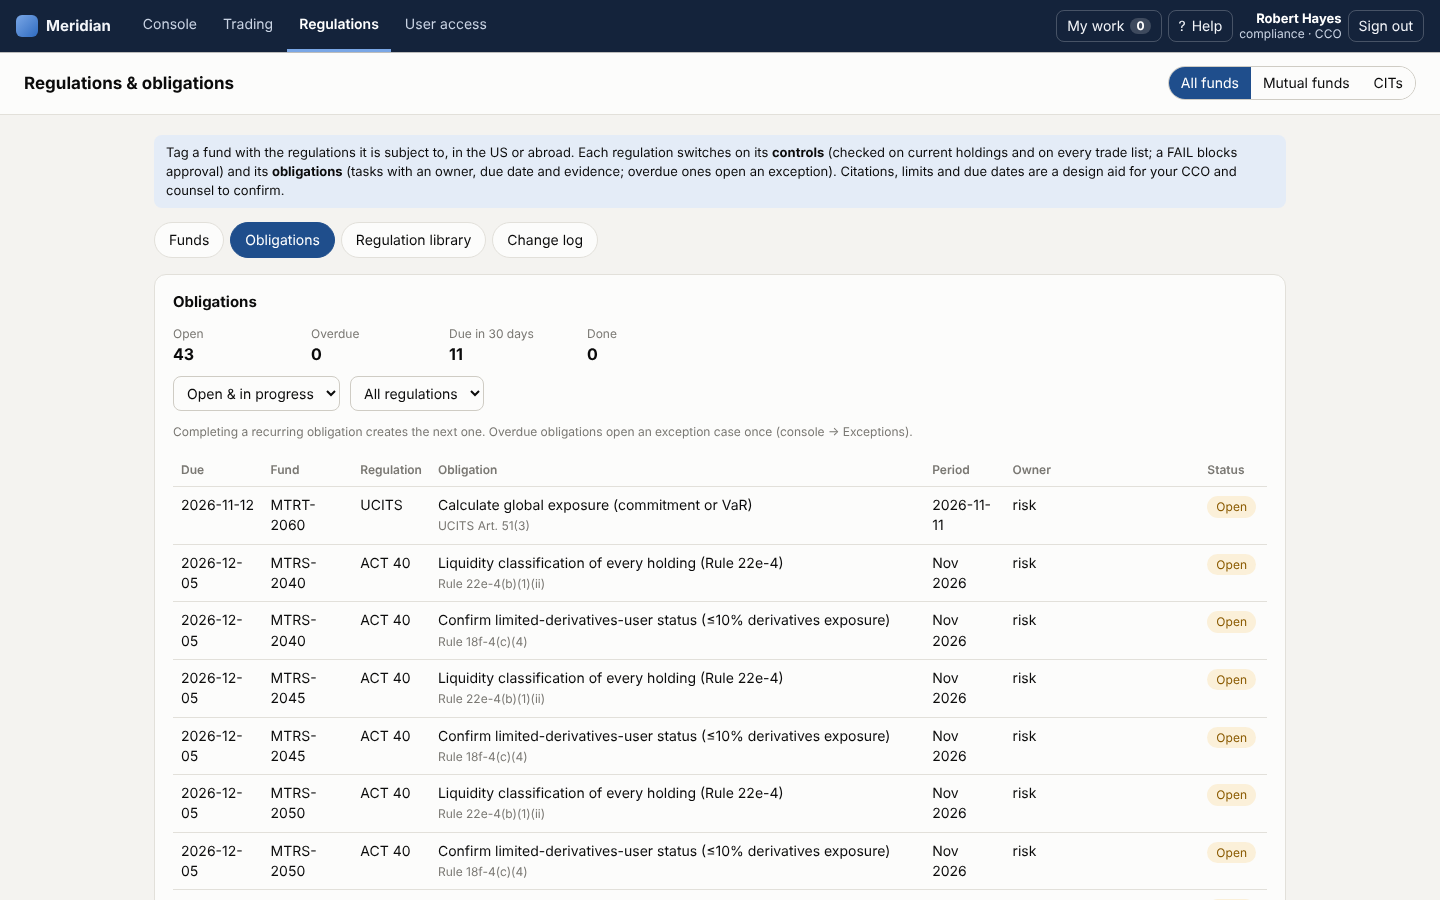 Meridian Console Trading Regulations User access My work 0 ? Help Robert Hayes compliance · CCO Sign out
Regulations & obligations All funds Mutual funds CITs
Tag a fund with the regulations it is subject to, in the US or abroad. Each regulation switches on its controls (checked on current holdings and on every trade list; a FAIL blocks
approval) and its obligations (tasks with an owner, due date and evidence; overdue ones open an exception). Citations, limits and due dates are a design aid for your CCO and
counsel to confirm.
Funds Obligations Regulation library Change log
Obligations
Open Overdue Due in 30 days Done
43 0 11 0
Open & in progress All regulations
Completing a recurring obligation creates the next one. Overdue obligations open an exception case once (console → Exceptions).
Due Fund Regulation Obligation Period Owner Status
2026-11-12 MTRT- UCITS Calculate global exposure (commitment or VaR) 2026-11- risk Open
2060 UCITS Art. 51(3) 11
2026-12- MTRS- ACT 40 Liquidity classification of every holding (Rule 22e-4) Nov risk Open
05 2040 Rule 22e-4(b)(1)(ii) 2026
2026-12- MTRS- ACT 40 Confirm limited-derivatives-user status (≤10% derivatives exposure) Nov risk Open
05 2040 Rule 18f-4(c)(4) 2026
2026-12- MTRS- ACT 40 Liquidity classification of every holding (Rule 22e-4) Nov risk Open
05 2045 Rule 22e-4(b)(1)(ii) 2026
2026-12- MTRS- ACT 40 Confirm limited-derivatives-user status (≤10% derivatives exposure) Nov risk Open
05 2045 Rule 18f-4(c)(4) 2026
2026-12- MTRS- ACT 40 Liquidity classification of every holding (Rule 22e-4) Nov risk Open
05 2050 Rule 22e-4(b)(1)(ii) 2026
2026-12- MTRS- ACT 40 Confirm limited-derivatives-user status (≤10% derivatives exposure) Nov risk Open
05 2050 Rule 18f-4(c)(4) 2026